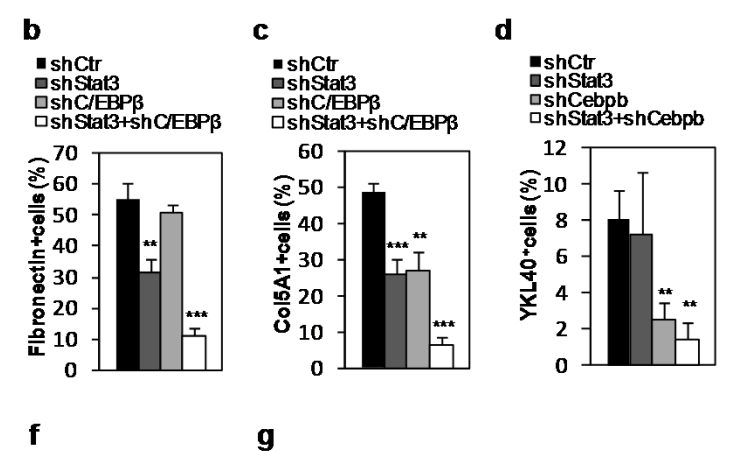 b
shCtr
shStat3
shC/EBPβ
shStat3+shC/EBPβ
Fibronectin+cells (%)
70
60
50
40
30
20
10
0
**
***
c
shCtr
shStat3
shC/EBPβ
shStat3+shC/EBPβ
Col5A1+cells (%)
60
50
40
30
20
10
0
***
**
***
d
shCtr
shStat3
shCebpb
shStat3+shCebpb
YKL40+cells (%)
12
10
8
6
4
2
0
**
**
f
g